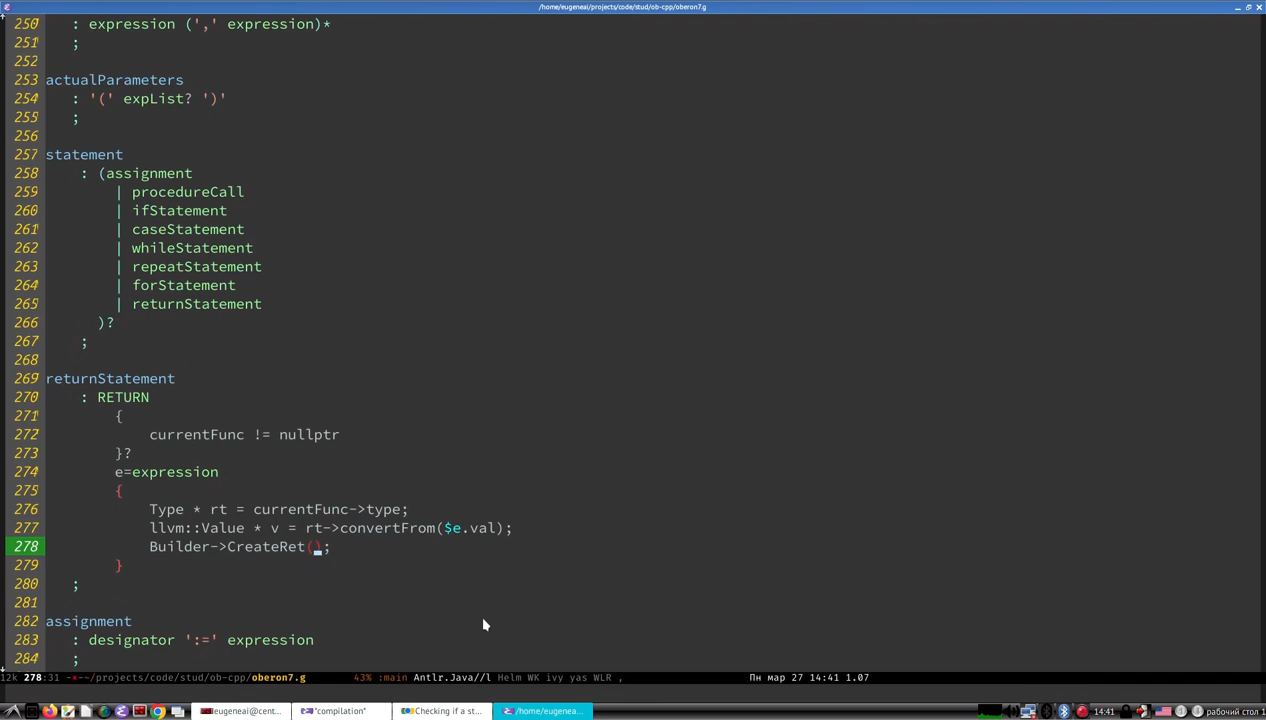 /home/eugeneai/projects/code/stud/ob-cpp/oberon7.g
250 : expression (',' expression)*
251 ;
252
253 actualParameters
254 : '(' expList? ')'
255 ;
256
257 statement
258 : (assignment
259 | procedureCall
260 | ifStatement
261 | caseStatement
262 | whileStatement
263 | repeatStatement
264 | forStatement
265 | returnStatement
266 )?
267 ;
268
269 returnStatement
270 : RETURN
271 {
272 currentFunc != nullptr
273 }?
274 e=expression
275 {
276 Type * rt = currentFunc->type;
277 llvm::Value * v = rt->convertFrom($e.val);
278 Builder->CreateRet();
279 }
280 ;
281
282 assignment
283 : designator ':=' expression
284 ;
12k 278:31 -*--/projects/code/stud/ob-cpp/oberon7.g 43% :main Antlr.Java//l Helm WK ivy yas WLR , Пн мар 27 14:41 1.07
eugeneai@cent... *compilation* Checking if a st... /home/eugeneai... 14:41 рабочий стол 1